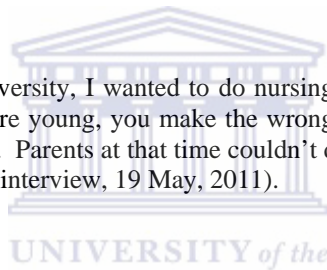 versity, I wanted to do nursing
re young, you make the wrong
Parents at that time couldn't
interview, 19 May, 2011).
UNIVERSITY of the